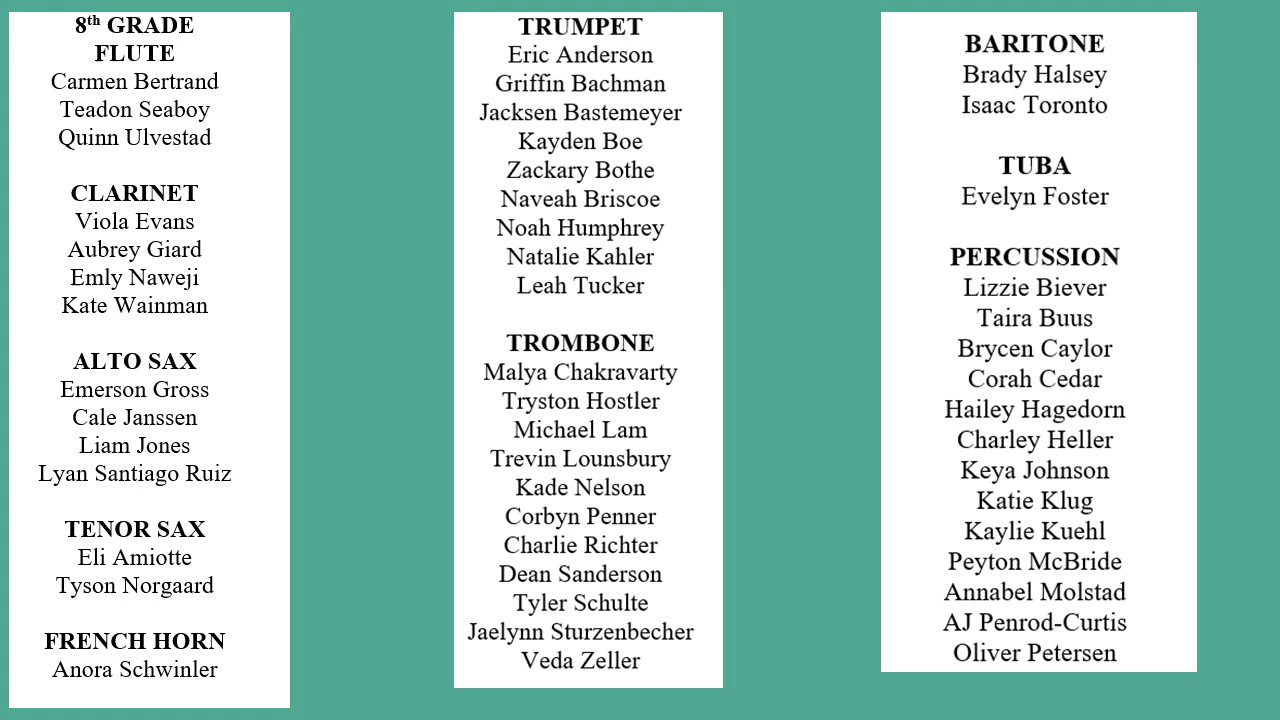 8th GRADE
FLUTE
Carmen Bertrand
Teadon Seaboy
Quinn Ulvestad
CLARINET
Viola Evans
Aubrey Giard
Emly Naweji
Kate Wainman
ALTO SAX
Emerson Gross
Cale Janssen
Liam Jones
Lyan Santiago Ruiz
TENOR SAX
Eli Amiotte
Tyson Norgaard
FRENCH HORN
Anora Schwinler
TRUMPET
Eric Anderson
Griffin Bachman
Jacksen Bastemeyer
Kayden Boe
Zackary Bothe
Naveah Briscoe
Noah Humphrey
Natalie Kahler
Leah Tucker
TROMBONE
Malya Chakravarty
Tryston Hostler
Michael Lam
Trevin Lounsbury
Kade Nelson
Corbyn Penner
Charlie Richter
Dean Sanderson
Tyler Schulte
Jaelynn Sturzenbecher
Veda Zeller
BARITONE
Brady Halsey
Isaac Toronto
TUBA
Evelyn Foster
PERCUSSION
Lizzie Biever
Taira Buus
Brycen Caylor
Corah Cedar
Hailey Hagedorn
Charley Heller
Keya Johnson
Katie Klug
Kaylie Kuehl
Peyton McBride
Annabel Molstad
AJ Penrod-Curtis
Oliver Petersen